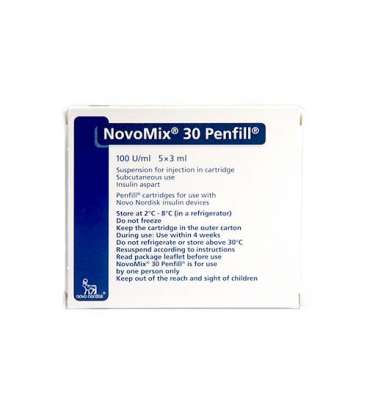 NovoMix® 30 Penfill®
100 U/ml 5×3 ml
Suspension for injection in cartridge
Subcutaneous use
Insulin aspart
Penfill® cartridges for use with
Novo Nordisk insulin devices
Store at 2°C - 8°C (in a refrigerator)
Do not freeze
Keep the cartridge in the outer carton
During use: Use within 4 weeks
Do not refrigerate or store above 30°C
Resuspend according to instructions
Read package leaflet before use
NovoMix® 30 Penfill® is for use
by one person only
Keep out of the reach and sight of children
novo nordisk®